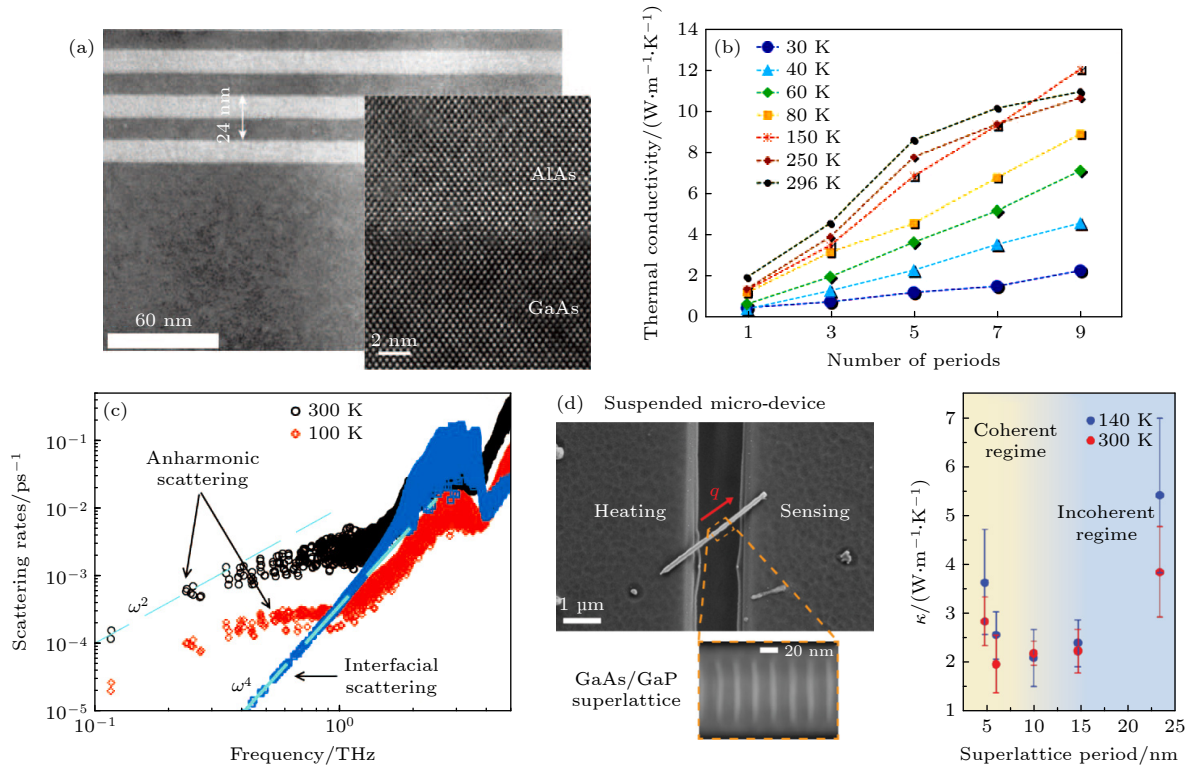 (a)
24 nm
60 nm
AlAs
GaAs
2 nm
(b)
Thermal conductivity/(W·m⁻¹·K⁻¹)
14
12
10
8
6
4
2
0
30 K
40 K
60 K
80 K
150 K
250 K
296 K
1 3 5 7 9
Number of periods
(c)
300 K
100 K
Anharmonic
scattering
ω²
ω⁴
Interfacial
scattering
Scattering rates/ps⁻¹
10⁻¹
10⁻²
10⁻³
10⁻⁴
10⁻⁵
10⁻¹ 10⁰
Frequency/THz
(d) Suspended micro-device
Heating
q
Sensing
1 μm
20 nm
GaAs/GaP
superlattice
κ/(W·m⁻¹·K⁻¹)
7
6
5
4
3
2
1
140 K
300 K
Coherent
regime
Incoherent
regime
5 10 15 20 25
Superlattice period/nm